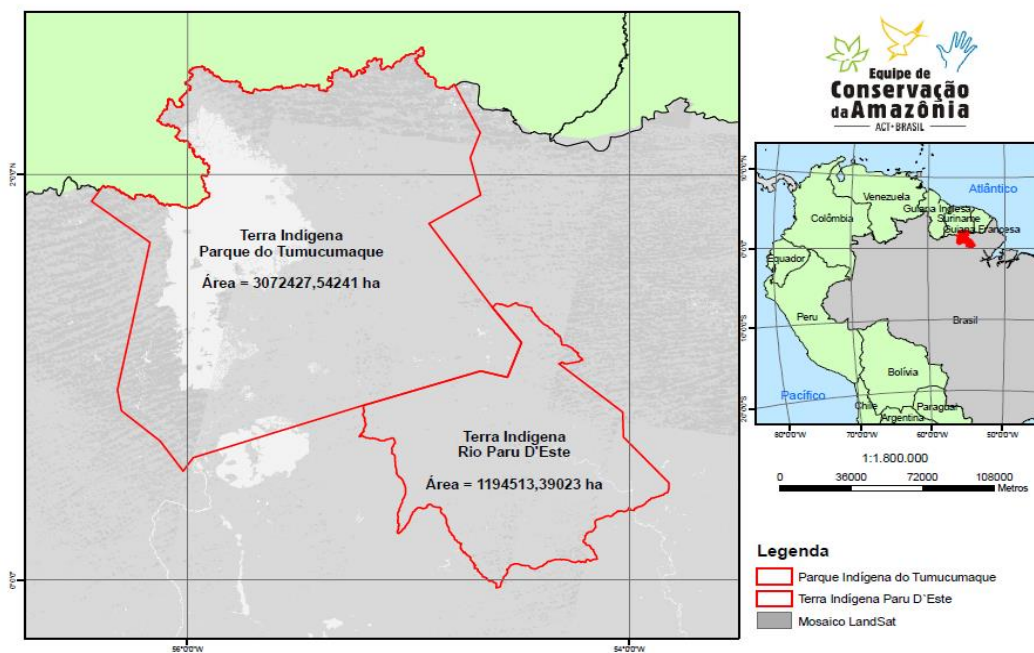 2°0'N
0°0'
56°0'0"W
54°0'0"W
Terra Indígena
Parque do Tumucumaque
Área = 3072427,54241 ha
Terra Indígena
Rio Paru D'Este
Área = 1194513,39023 ha
Equipe de
Conservação
da Amazônia
ACT·BRASIL
Atlântico
Venezuela
Guiana Inglesa
Suriname
Guiana Francesa
Colômbia
Equador
Peru
Brasil
Bolívia
Pacífico
Chile
Paraguai
Argentina
80°0'0"W
70°0'0"W
60°0'0"W
50°0'0"W
1:1.800.000
0 36000 72000 108000
Metros
Legenda
Parque Indígena do Tumucumaque
Terra Indígena Paru D`Este
Mosaico LandSat